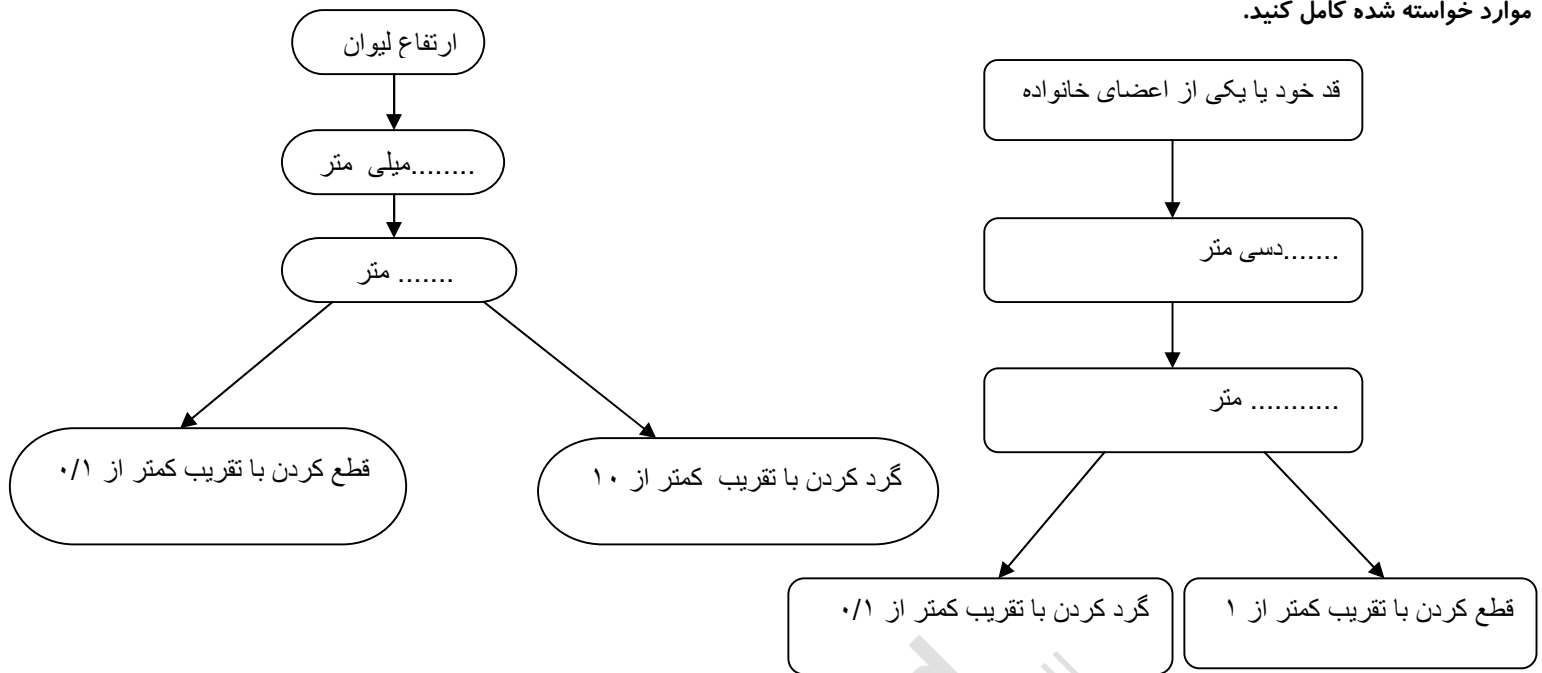 موارد خواسته شده کامل کنید.
قد خود یا یکی از اعضای خانواده
.......دسی متر
........... متر
قطع کردن با تقریب کمتر از ۱
گرد کردن با تقریب کمتر از ۰/۱
ارتفاع لیوان
........میلی متر
....... متر
گرد کردن با تقریب کمتر از ۱۰
قطع کردن با تقریب کمتر از ۰/۱